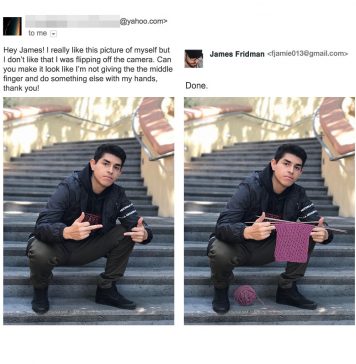 @yahoo.com>
to me
Hey James! I really like this picture of myself but
I don't like that I was flipping off the camera. Can
you make it look like I'm not giving the the middle
finger and do something else with my hands,
thank you!
James Fridman <fjamie013@gmail.com>
Done.